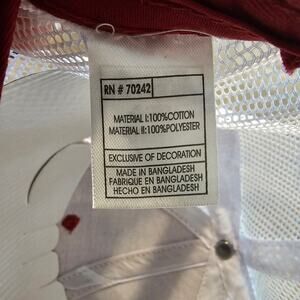 RN # 70242
MATERIAL I:100%COTTON
MATERIAL II:100%POLYESTER
EXCLUSIVE OF DECORATION
MADE IN BANGLADESH
FABRIQUE EN BANGLADESH
HECHO EN BANGLADESH